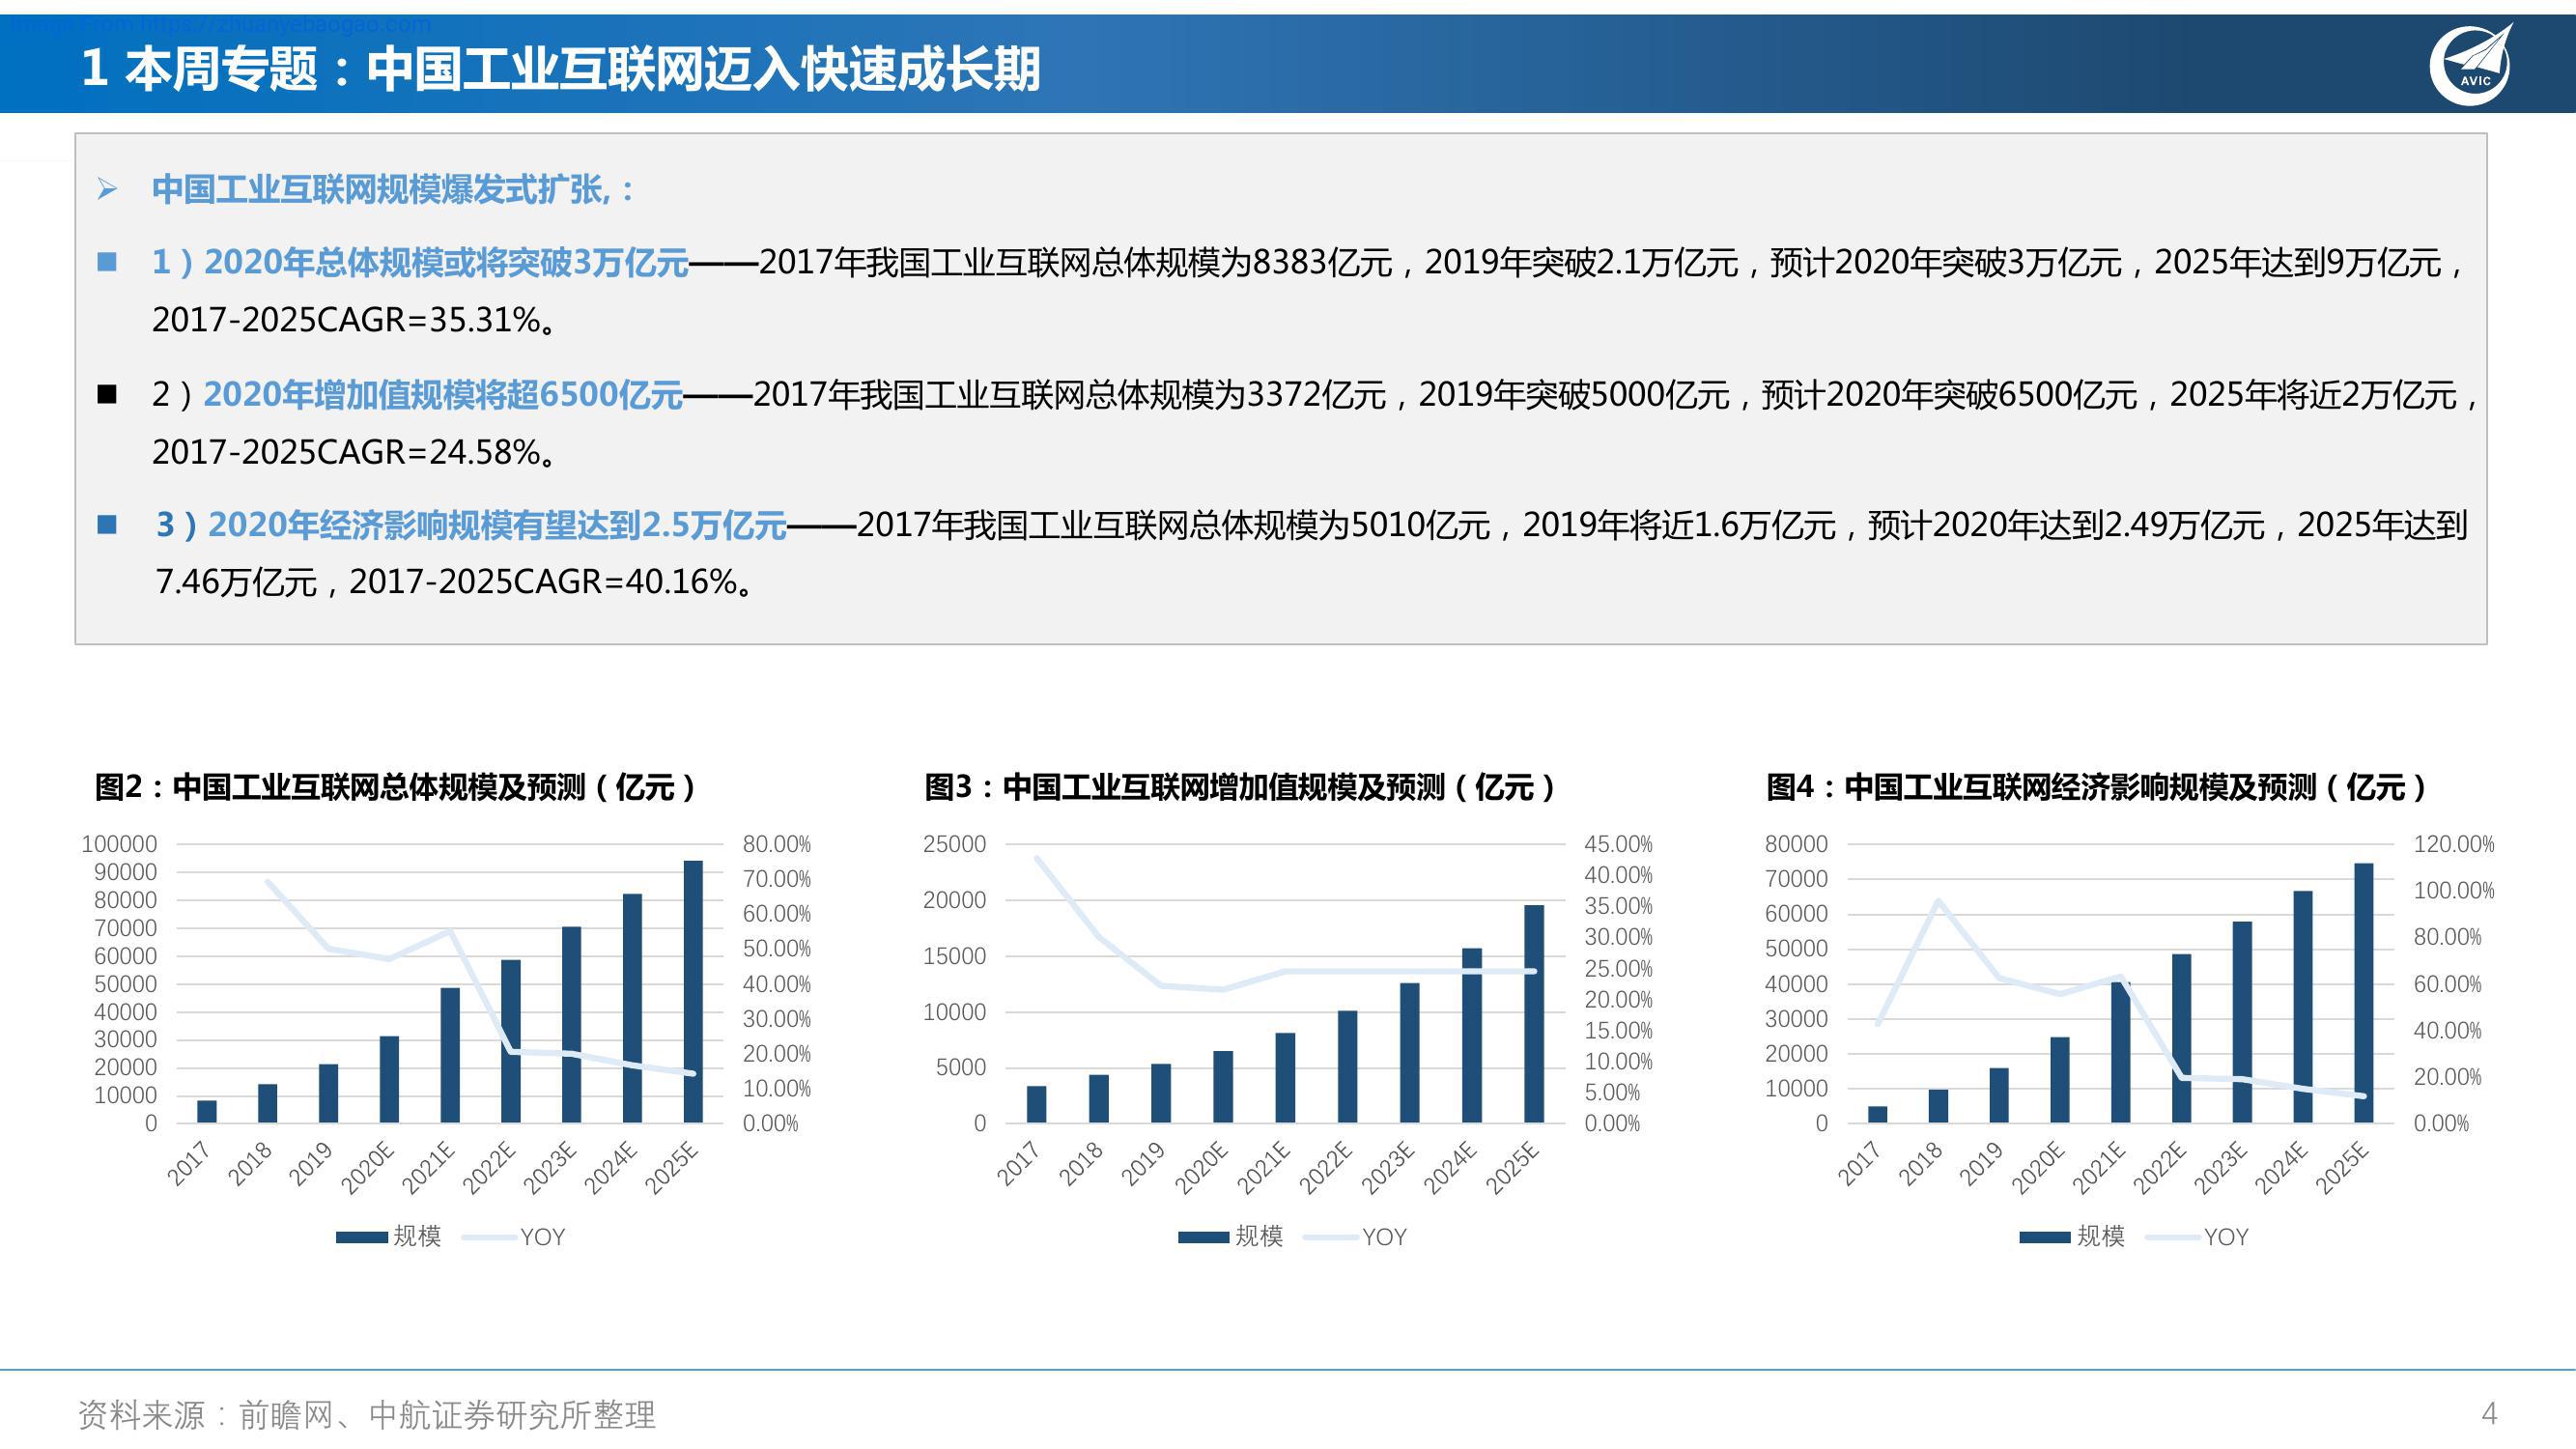 Image From https://zhuanyebaogao.com
1 本周专题：中国工业互联网迈入快速成长期
AVIC
中国工业互联网规模爆发式扩张,：
1）2020年总体规模或将突破3万亿元——2017年我国工业互联网总体规模为8383亿元，2019年突破2.1万亿元，预计2020年突破3万亿元，2025年达到9万亿元，
2017-2025CAGR=35.31%。
2）2020年增加值规模将超6500亿元——2017年我国工业互联网总体规模为3372亿元，2019年突破5000亿元，预计2020年突破6500亿元，2025年将近2万亿元，
2017-2025CAGR=24.58%。
3）2020年经济影响规模有望达到2.5万亿元——2017年我国工业互联网总体规模为5010亿元，2019年将近1.6万亿元，预计2020年达到2.49万亿元，2025年达到
7.46万亿元，2017-2025CAGR=40.16%。
图2：中国工业互联网总体规模及预测（亿元）
100000
90000
80000
70000
60000
50000
40000
30000
20000
10000
0
80.00%
70.00%
60.00%
50.00%
40.00%
30.00%
20.00%
10.00%
0.00%
2017 2018 2019 2020E 2021E 2022E 2023E 2024E 2025E
规模 YOY
图3：中国工业互联网增加值规模及预测（亿元）
25000
20000
15000
10000
5000
0
45.00%
40.00%
35.00%
30.00%
25.00%
20.00%
15.00%
10.00%
5.00%
0.00%
2017 2018 2019 2020E 2021E 2022E 2023E 2024E 2025E
规模 YOY
图4：中国工业互联网经济影响规模及预测（亿元）
80000
70000
60000
50000
40000
30000
20000
10000
0
120.00%
100.00%
80.00%
60.00%
40.00%
20.00%
0.00%
2017 2018 2019 2020E 2021E 2022E 2023E 2024E 2025E
规模 YOY
资料来源：前瞻网、中航证券研究所整理
4